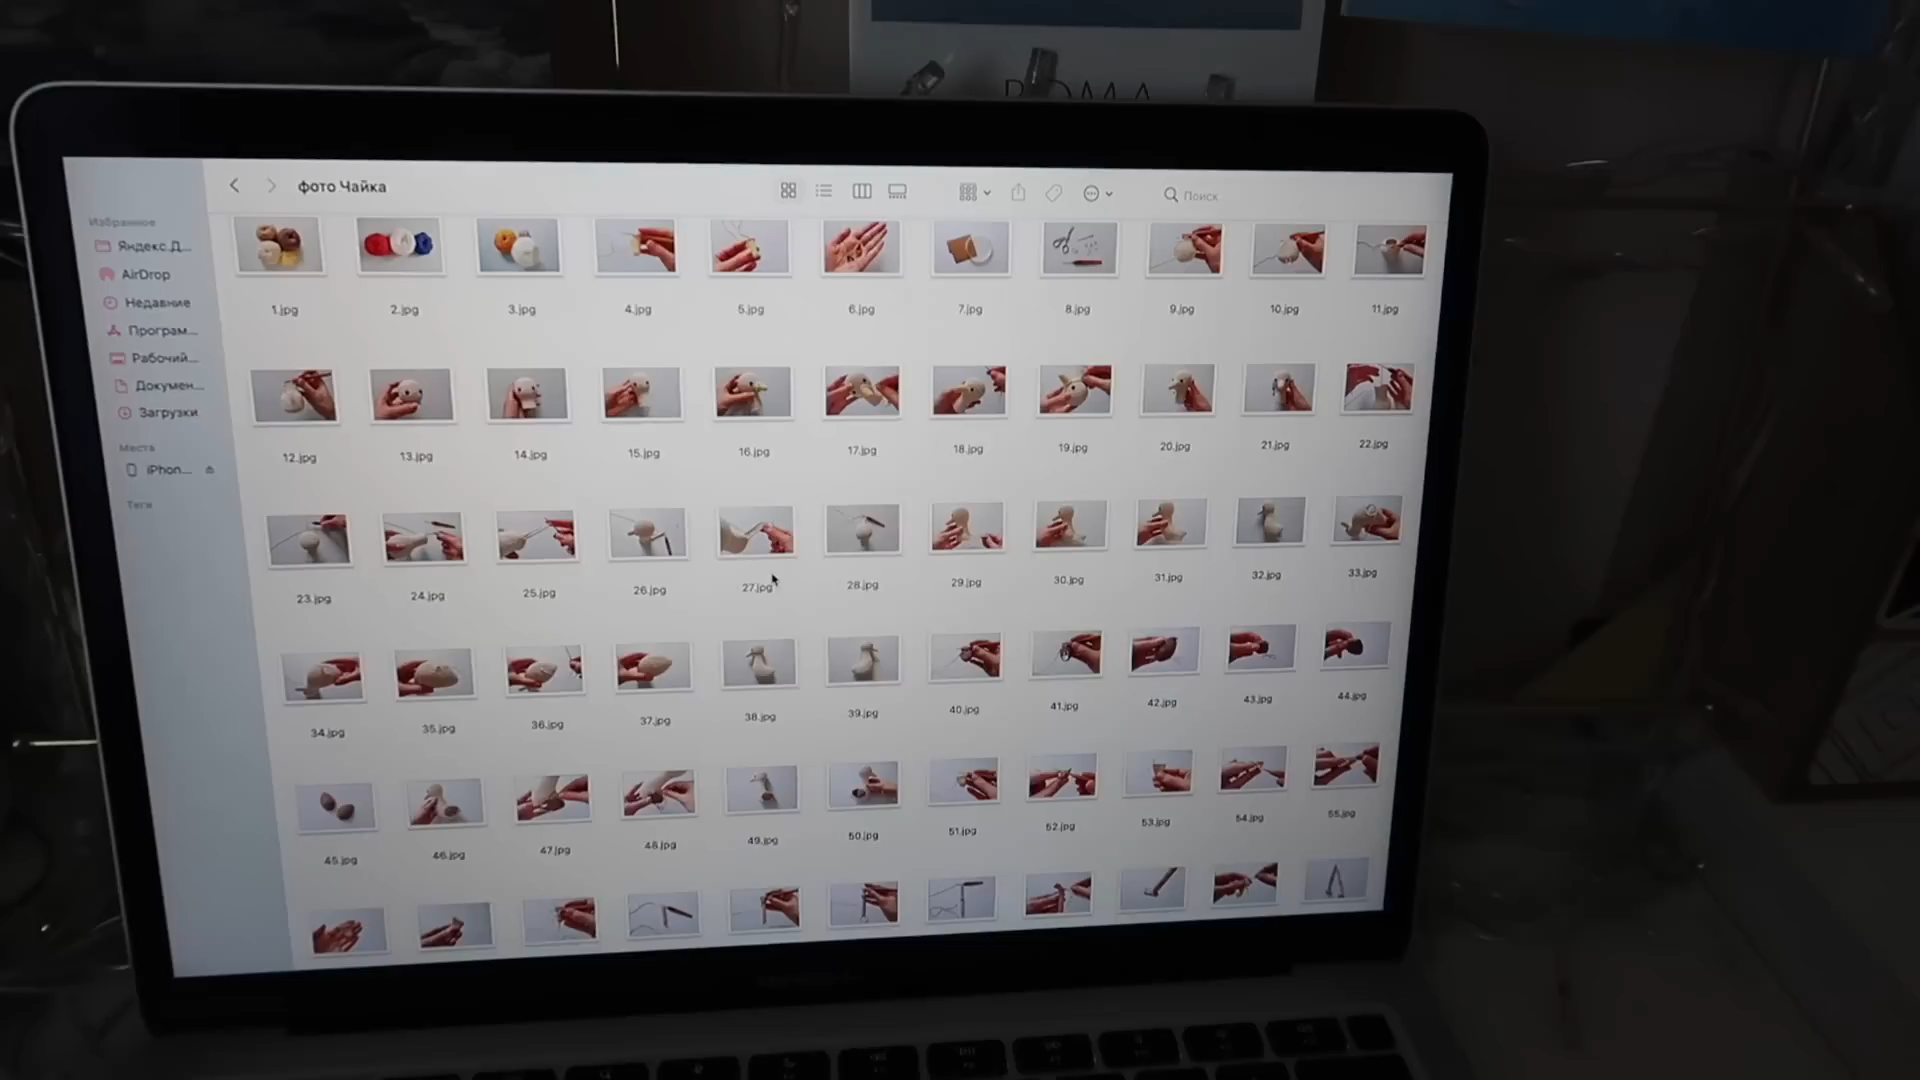 ROMA
фото Чайка
Поиск
Избранное
Яндекс.Д...
AirDrop
Недавние
Програм...
Рабочий...
Докумен...
Загрузки
Места
iPhon...
Теги
1.jpg 2.jpg 3.jpg 4.jpg 5.jpg 6.jpg 7.jpg 8.jpg 9.jpg 10.jpg 11.jpg
12.jpg 13.jpg 14.jpg 15.jpg 16.jpg 17.jpg 18.jpg 19.jpg 20.jpg 21.jpg 22.jpg
23.jpg 24.jpg 25.jpg 26.jpg 27.jpg 28.jpg 29.jpg 30.jpg 31.jpg 32.jpg 33.jpg
34.jpg 35.jpg 36.jpg 37.jpg 38.jpg 39.jpg 40.jpg 41.jpg 42.jpg 43.jpg 44.jpg
45.jpg 46.jpg 47.jpg 48.jpg 49.jpg 50.jpg 51.jpg 52.jpg 53.jpg 54.jpg 55.jpg